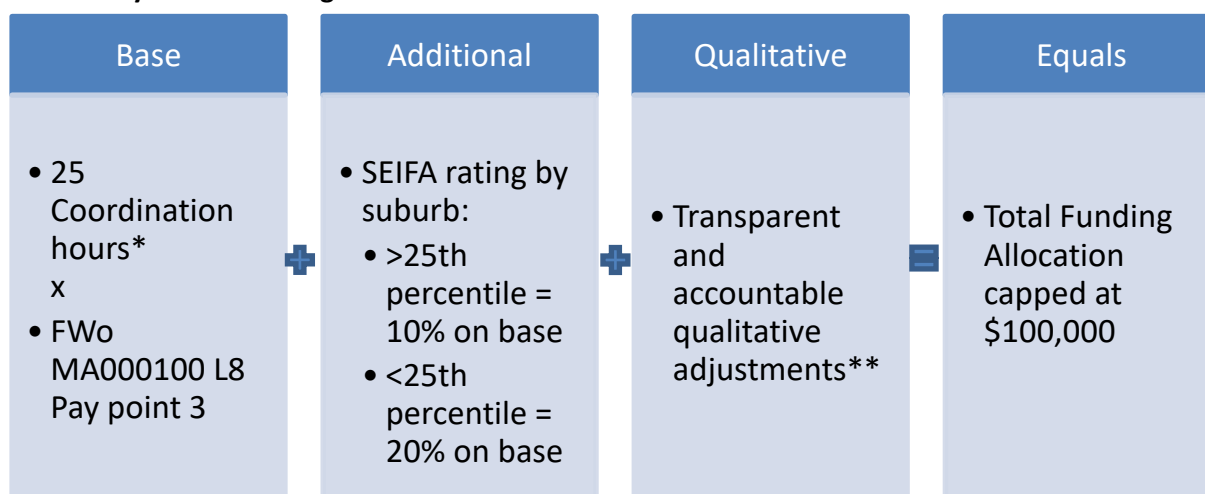 Base
• 25
Coordination
hours*
x
• FWo
MA000100 L8
Pay point 3
Additional
• SEIFA rating by
suburb:
• >25th
percentile =
10% on base
• <25th
percentile =
20% on base
Qualitative
• Transparent
and
accountable
qualitative
adjustments**
Equals
• Total Funding
Allocation
capped at
$100,000